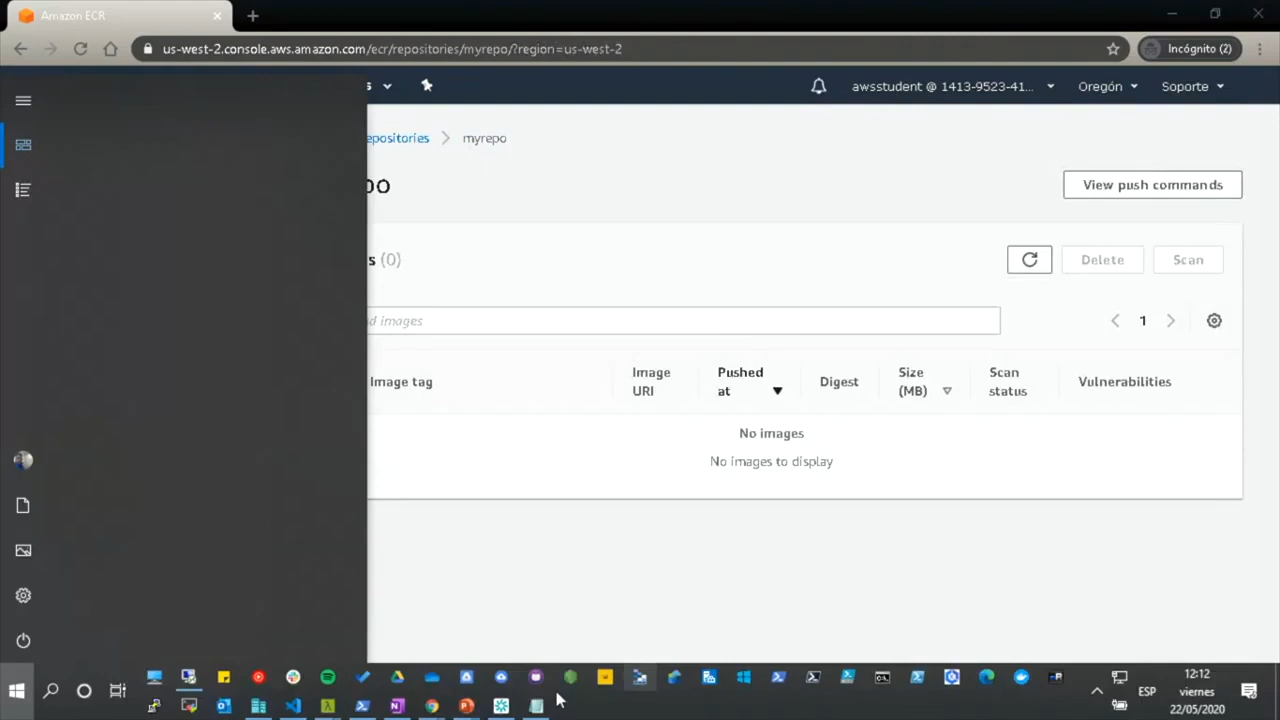 Amazon ECR
us-west-2.console.aws.amazon.com/ecr/repositories/myrepo/?region=us-west-2
Incógnito (2)
awsstudent @ 1413-9523-41...
Oregón
Soporte
epositories
myrepo
po
View push commands
s (0)
Delete
Scan
d images
1
Image tag
Image URI
Pushed at
Digest
Size (MB)
Scan status
Vulnerabilities
No images
No images to display
12:12
ESP
viernes
22/05/2020